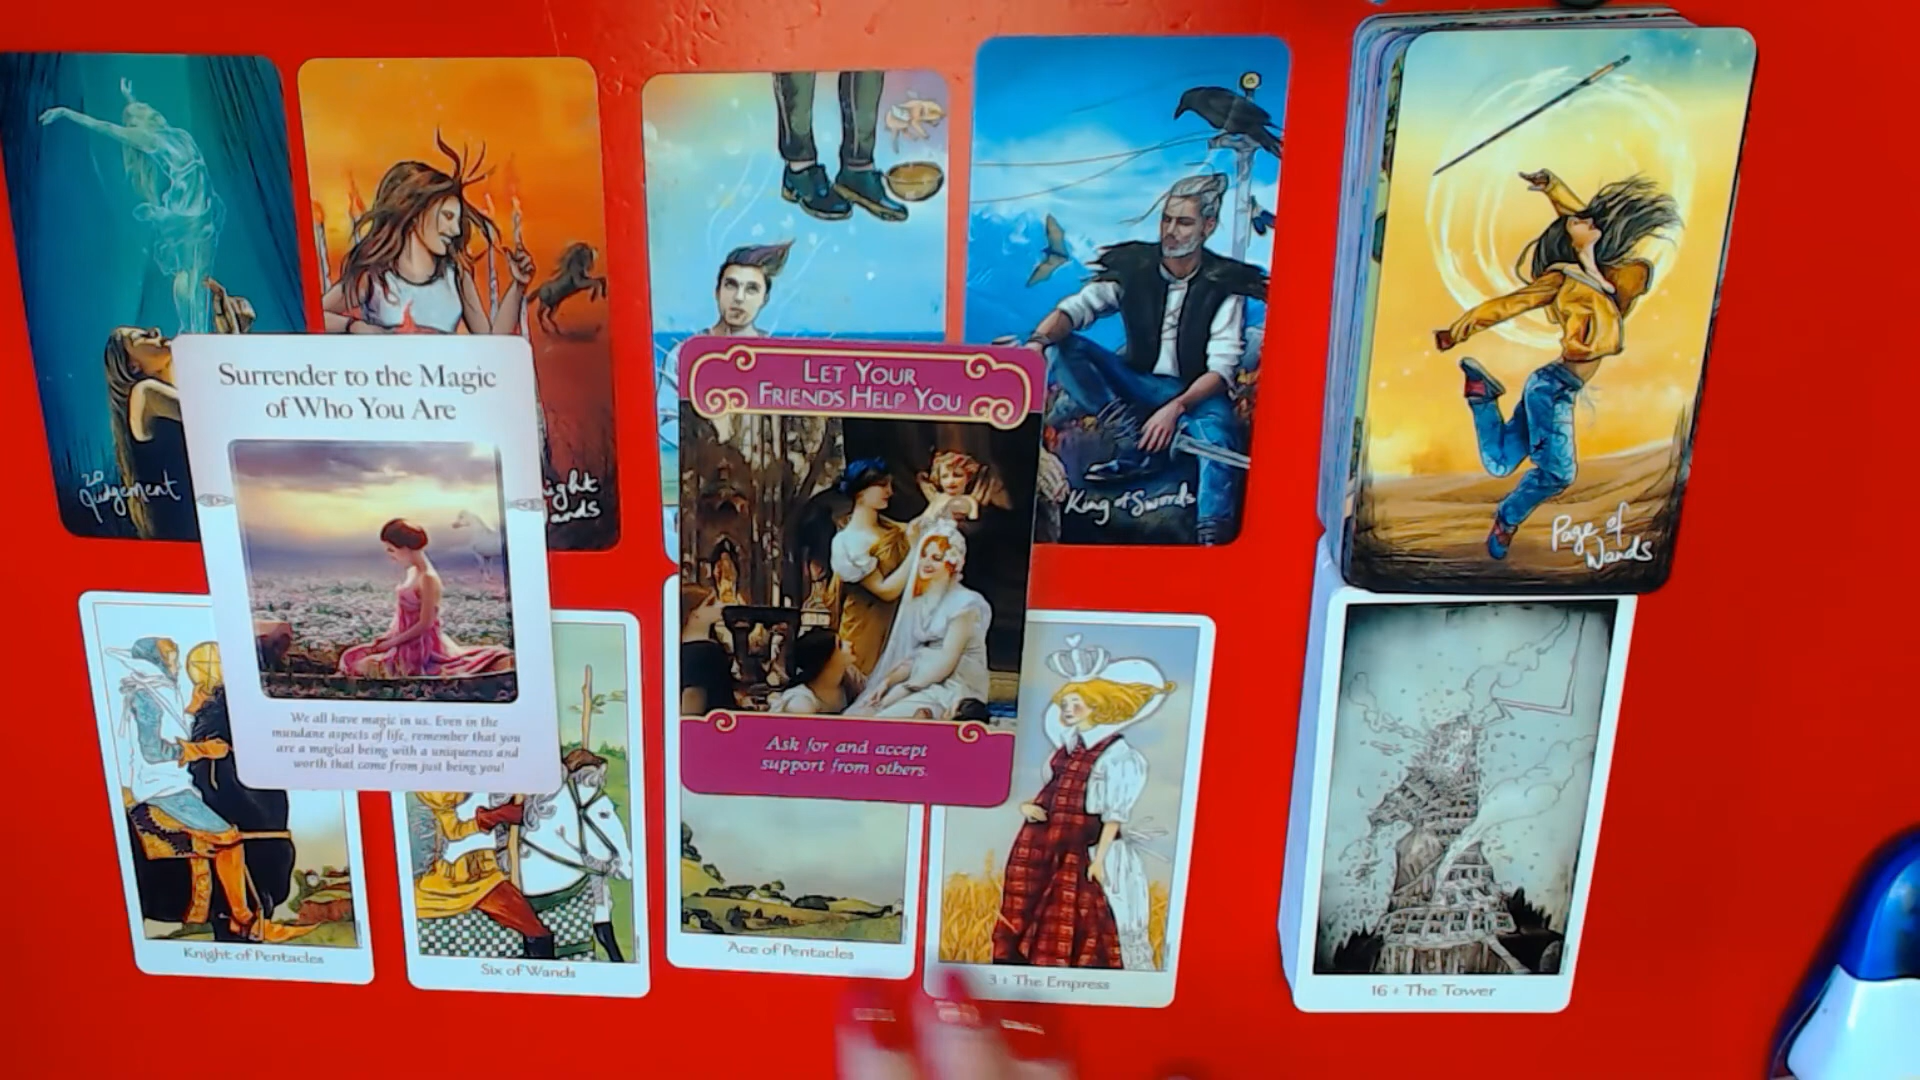 20
Judgement
ight
ands
King of Swords
Page of
Wands
Surrender to the Magic
of Who You Are
We all have magic in us. Even in the
mundane aspects of life, remember that you
are a magical being with a uniqueness and
worth that come from just being you!
LET YOUR
FRIENDS HELP YOU
Ask for and accept
support from others.
Knight of Pentacles
Six of Wands
Ace of Pentacles
3 + The Empress
16 + The Tower